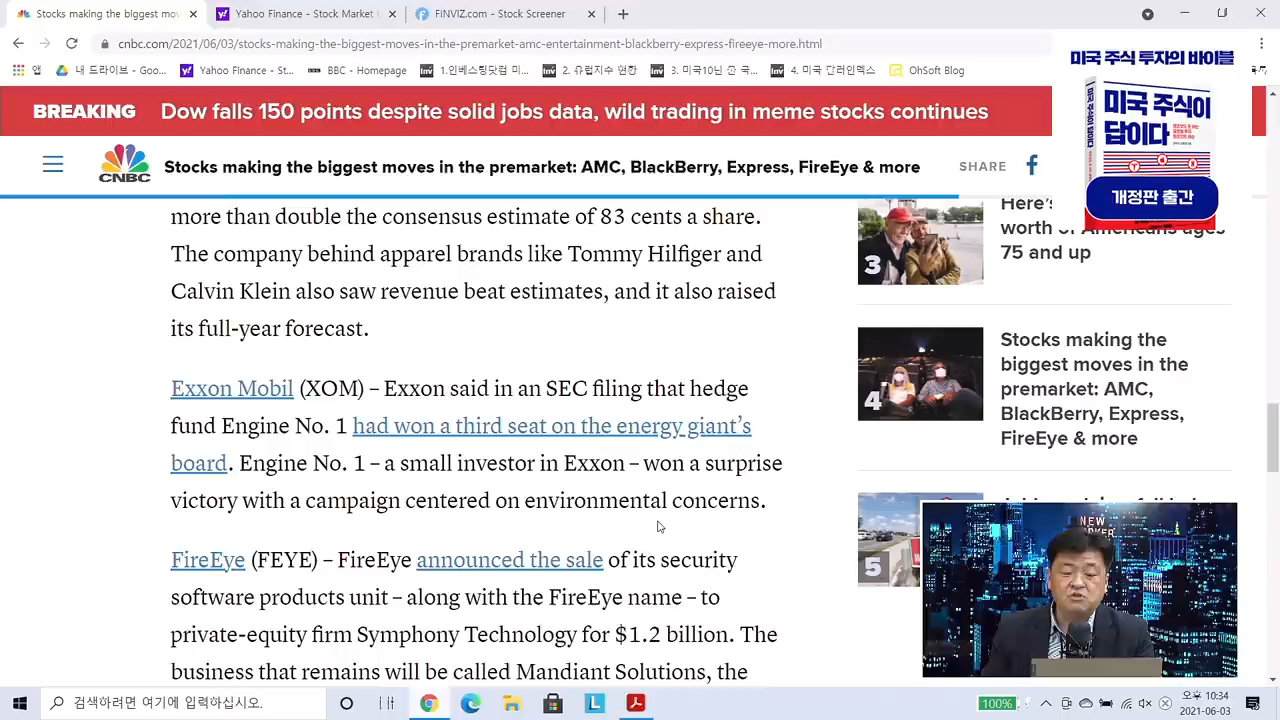 Stocks making the biggest mov
Yahoo Finance - Stock Market
FINVIZ.com - Stock Screener
cnbc.com/2021/06/03/stocks-making-the-biggest-moves-in-the-premarket-amc-entertainment-blackberry-express-fireeye-more.html
앱
내 드라이브 - Goo...
Yahoo Finance - St...
BBC - Homepage
1.인베스팅닷컴 미...
2. 유럽지수 현황
3. 미국10년 눈 국...
4. 미국 간러인덱스
OhSoft Blog
미국 주식 투자의 바이블
미국 주식이
답이다
개정판 출간
BREAKING Dow falls 150 points despite solid jobs data, wild trading in meme stocks continues
CNBC
Stocks making the biggest moves in the premarket: AMC, BlackBerry, Express, FireEye & more
SHARE
more than double the consensus estimate of 83 cents a share.
The company behind apparel brands like Tommy Hilfiger and
Calvin Klein also saw revenue beat estimates, and it also raised
its full-year forecast.
Exxon Mobil (XOM) – Exxon said in an SEC filing that hedge
fund Engine No. 1 had won a third seat on the energy giant's
board. Engine No. 1 – a small investor in Exxon – won a surprise
victory with a campaign centered on environmental concerns.
FireEye (FEYE) – FireEye announced the sale of its security
software products unit – along with the FireEye name – to
private-equity firm Symphony Technology for $1.2 billion. The
business that remains will be called Mandiant Solutions, the
3
Here's
worth of Americans ages
75 and up
4
Stocks making the
biggest moves in the
premarket: AMC,
BlackBerry, Express,
FireEye & more
5
NEW
검색하려면 여기에 입력하십시오.
100%
오후 10:34
2021-06-03